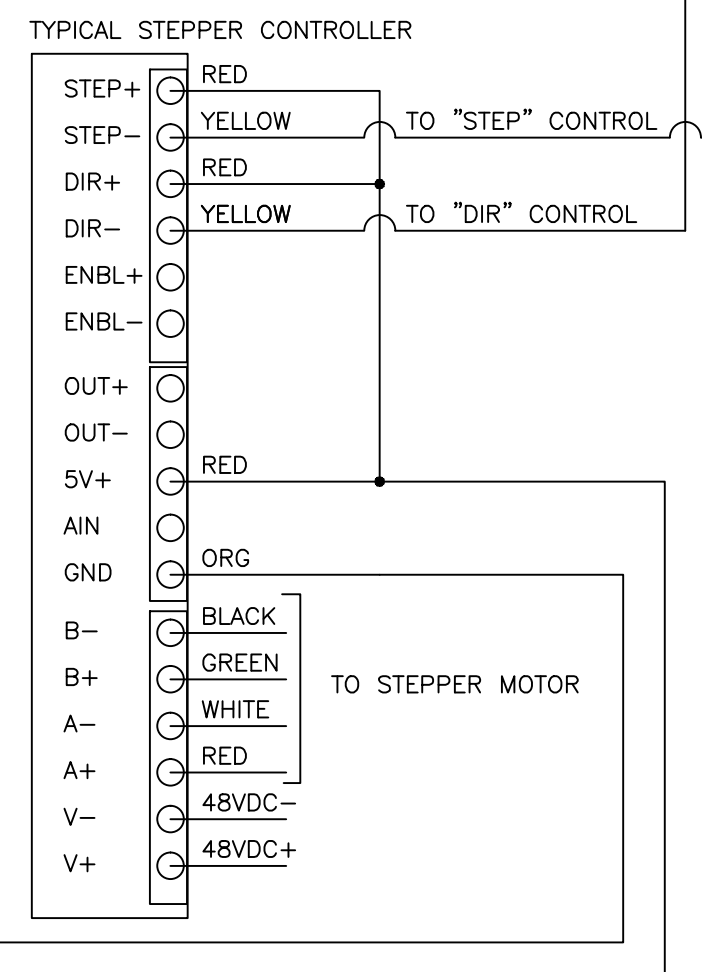 TYPICAL STEPPER CONTROLLER
STEP+ RED
STEP- YELLOW TO "STEP" CONTROL
DIR+ RED
DIR- YELLOW TO "DIR" CONTROL
ENBL+
ENBL-
OUT+
OUT-
5V+ RED
AIN
GND ORG
B- BLACK
B+ GREEN
TO STEPPER MOTOR
A- WHITE
A+ RED
V- 48VDC-
V+ 48VDC+